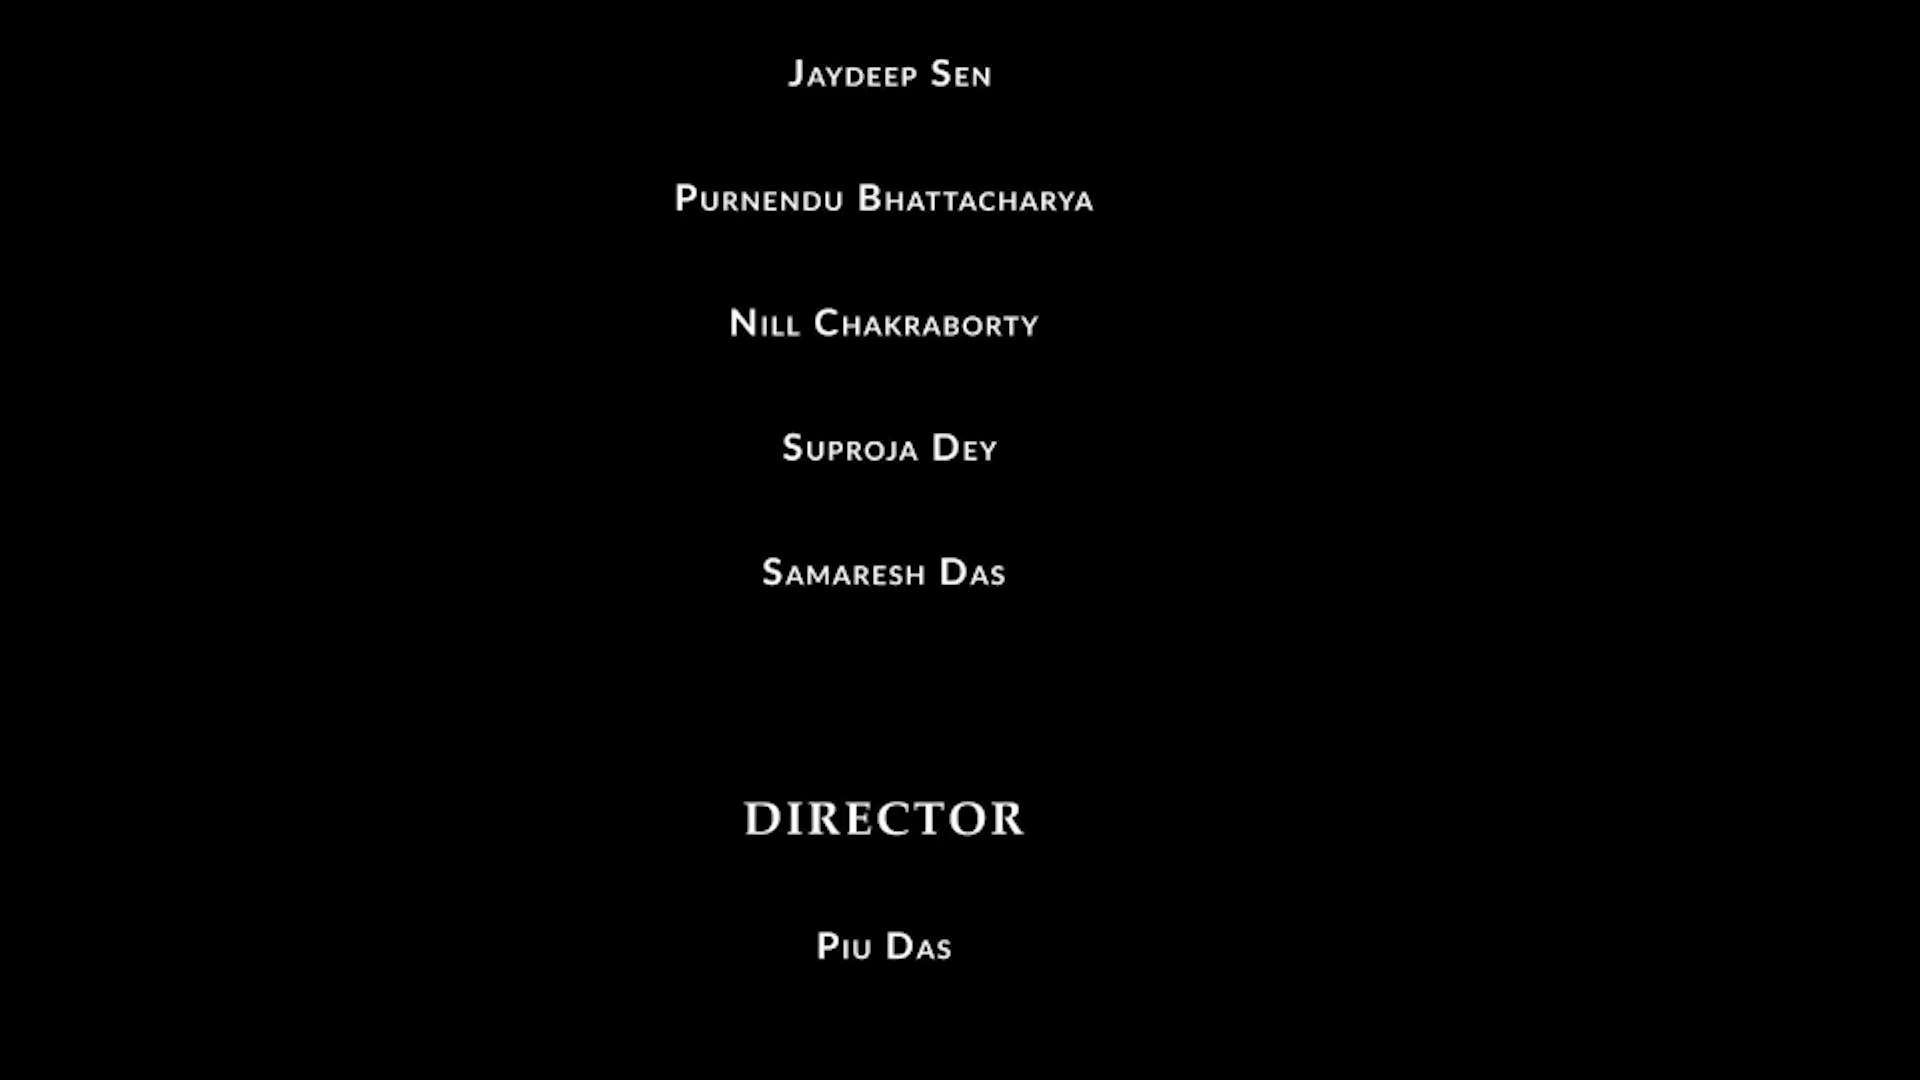 Jaydeep Sen
Purnendu Bhattacharya
Nill Chakraborty
Suproja Dey
Samaresh Das
DIRECTOR
Piu Das